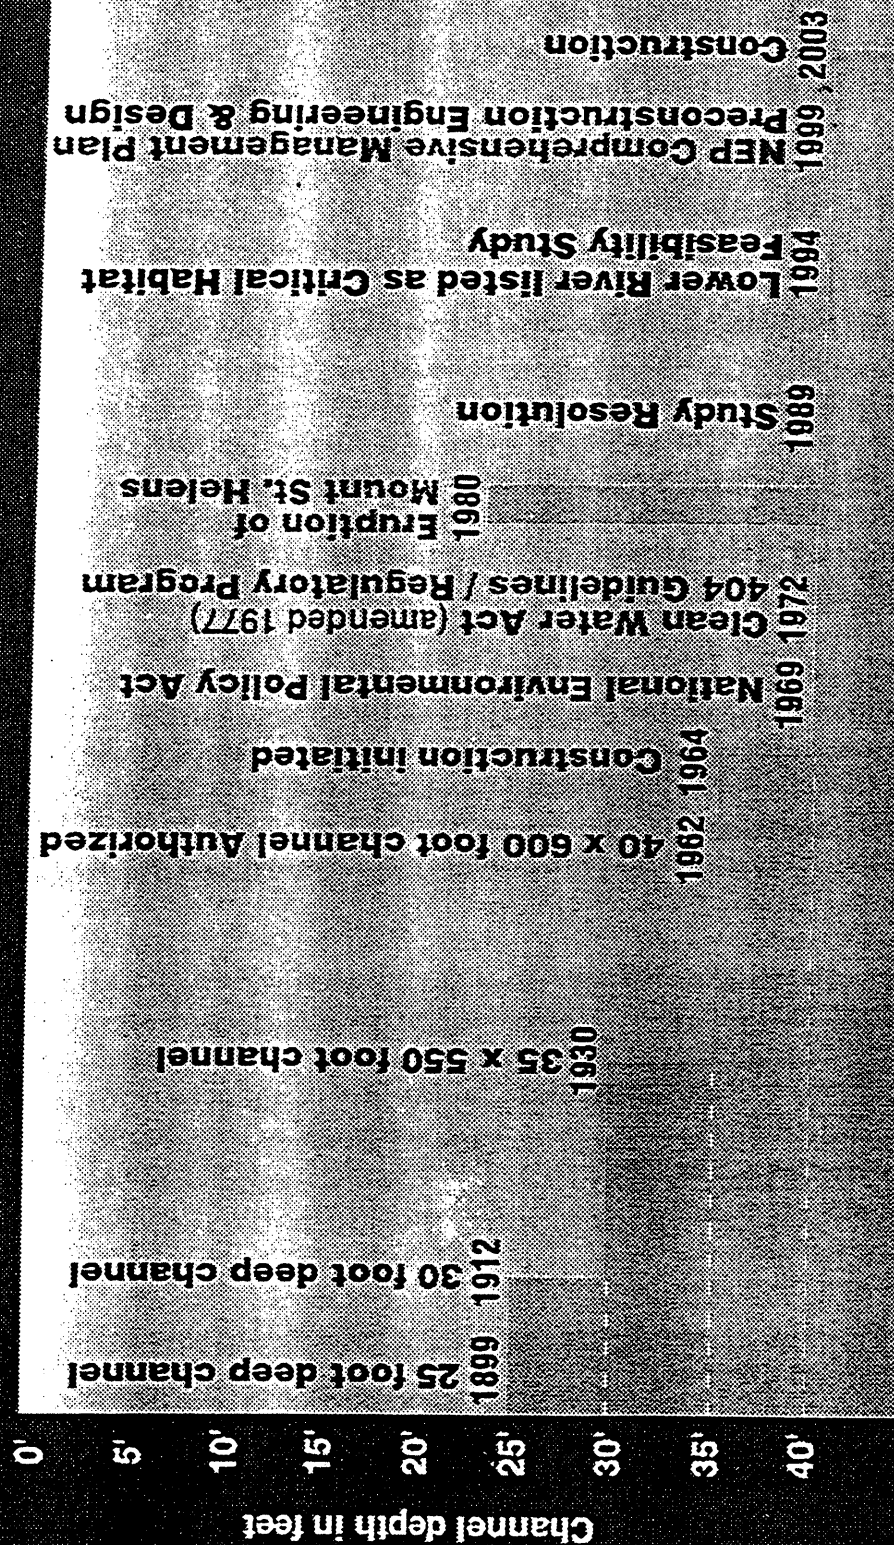 Channel depth in feet
0'
5'
10'
15'
20'
25'
30'
35'
40'
25 foot deep channel
1899
30 foot deep channel
1912
35 x 550 foot channel
1930
40 x 600 foot channel Authorized
1962
Construction initiated
1964
National Environmental Policy Act
1969
Clean Water Act (amended 1977)
404 Guidelines / Regulatory Program
1972
Eruption of
Mount St. Helens
1980
Study Resolution
1989
Lower River listed as Critical Habitat
Feasibility Study
1994
NEP Comprehensive Management Plan
Preconstruction Engineering & Design
1999
Construction
2003